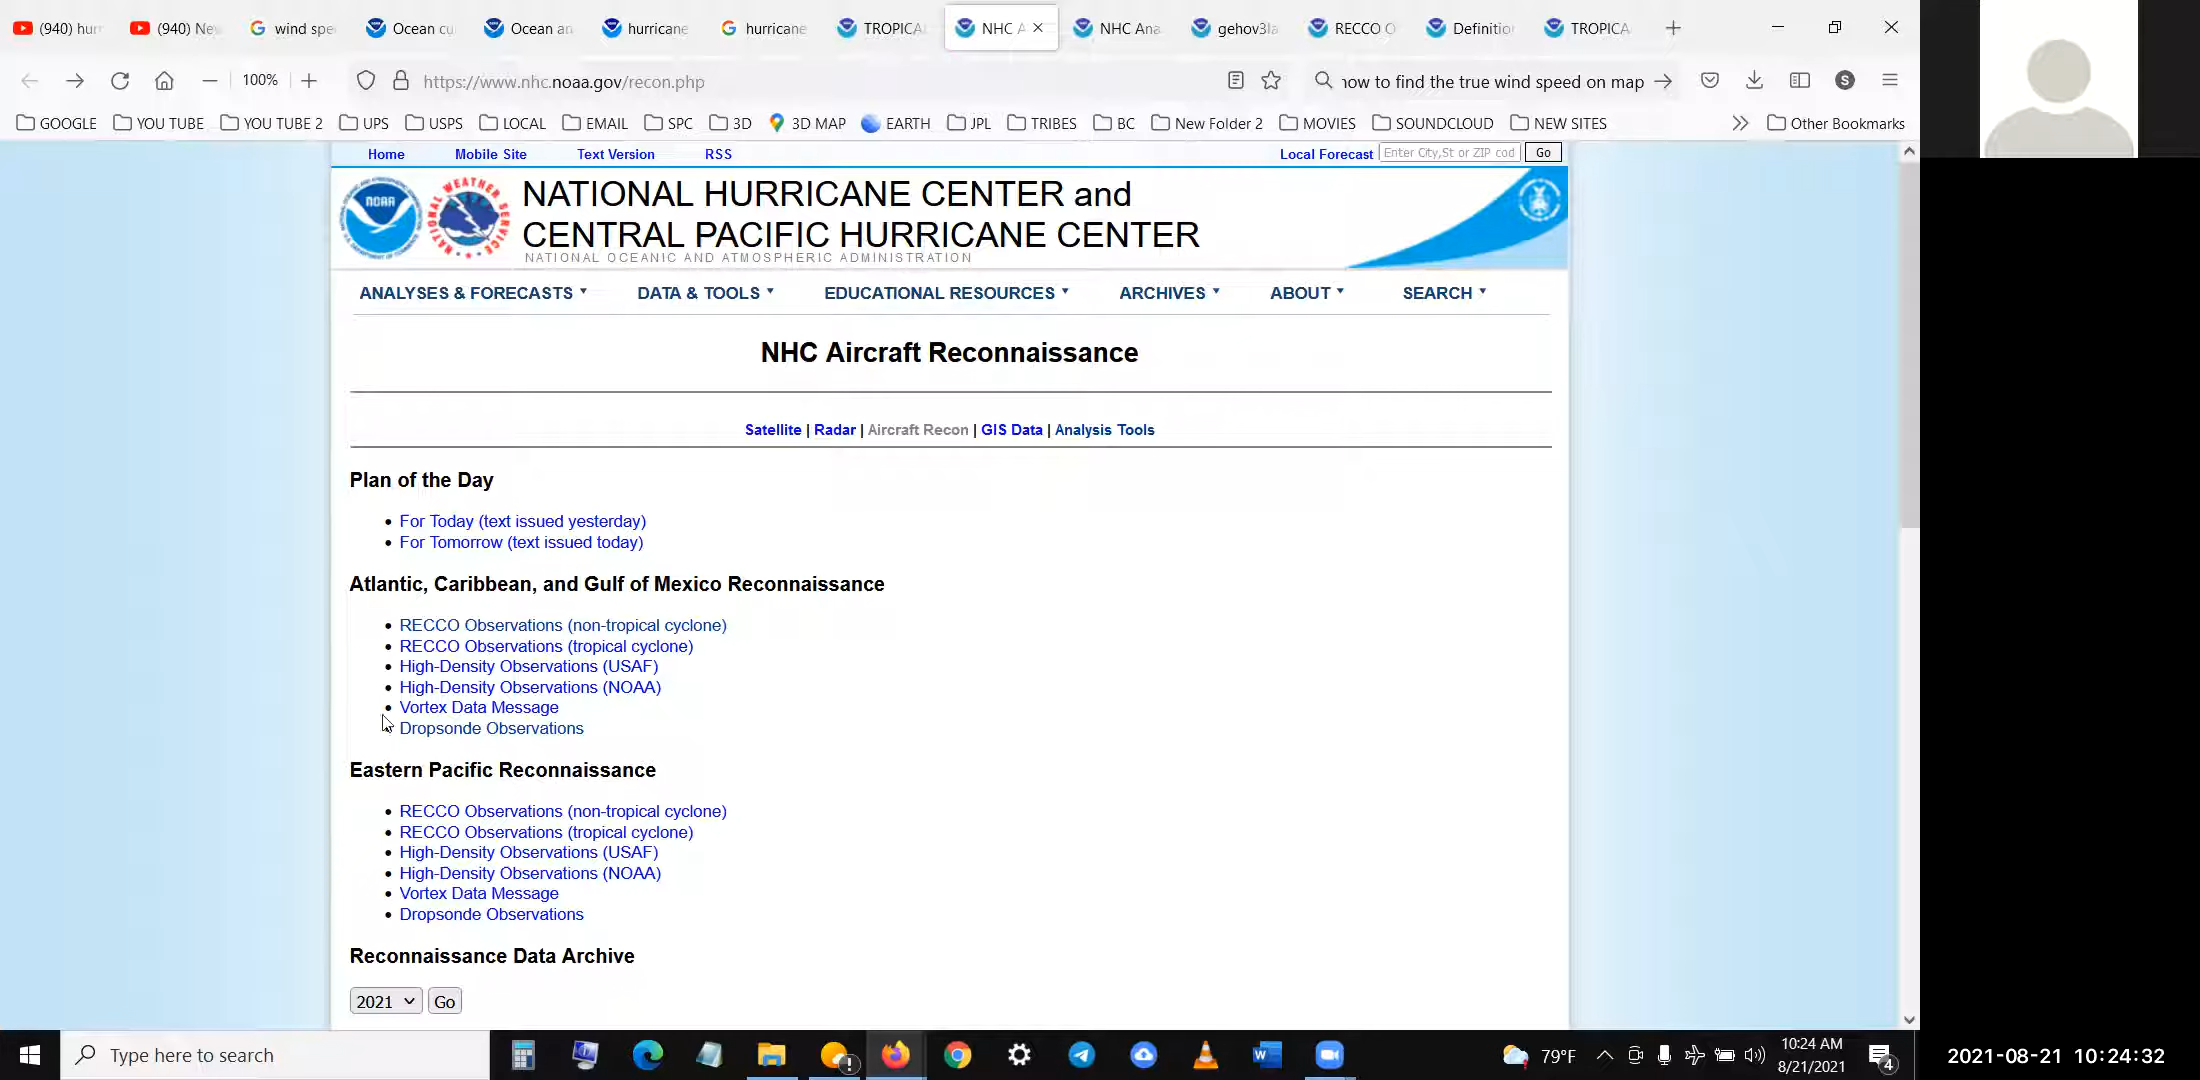 (940) hur
(940) Ne
wind spe
Ocean cu
Ocean an
hurricane
hurricane
TROPICA
NHC A
NHC Ana
gehov3la
RECCO O
Definitio
TROPICA
100%
https://www.nhc.noaa.gov/recon.php
how to find the true wind speed on map
S
GOOGLE
YOU TUBE
YOU TUBE 2
UPS
USPS
LOCAL
EMAIL
SPC
3D
3D MAP
EARTH
JPL
TRIBES
BC
New Folder 2
MOVIES
SOUNDCLOUD
NEW SITES
Other Bookmarks
Home
Mobile Site
Text Version
RSS
Local Forecast
Enter City,St or ZIP cod
Go
NOAA
NATIONAL WEATHER SERVICE
NATIONAL HURRICANE CENTER and
CENTRAL PACIFIC HURRICANE CENTER
NATIONAL OCEANIC AND ATMOSPHERIC ADMINISTRATION
ANALYSES & FORECASTS
DATA & TOOLS
EDUCATIONAL RESOURCES
ARCHIVES
ABOUT
SEARCH
NHC Aircraft Reconnaissance
Satellite | Radar | Aircraft Recon | GIS Data | Analysis Tools
Plan of the Day
For Today (text issued yesterday)
For Tomorrow (text issued today)
Atlantic, Caribbean, and Gulf of Mexico Reconnaissance
RECCO Observations (non-tropical cyclone)
RECCO Observations (tropical cyclone)
High-Density Observations (USAF)
High-Density Observations (NOAA)
Vortex Data Message
Dropsonde Observations
Eastern Pacific Reconnaissance
RECCO Observations (non-tropical cyclone)
RECCO Observations (tropical cyclone)
High-Density Observations (USAF)
High-Density Observations (NOAA)
Vortex Data Message
Dropsonde Observations
Reconnaissance Data Archive
2021
Go
Type here to search
79°F
10:24 AM
8/21/2021
4
2021-08-21 10:24:32